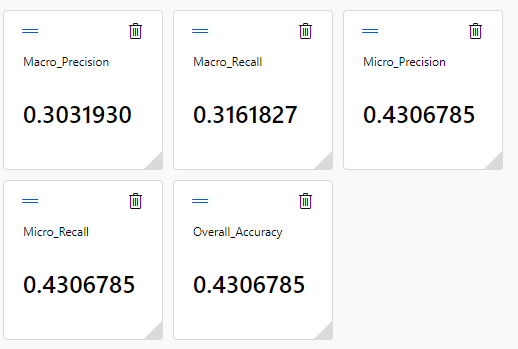 Macro_Precision
0.3031930
Macro_Recall
0.3161827
Micro_Precision
0.4306785
Micro_Recall
0.4306785
Overall_Accuracy
0.4306785